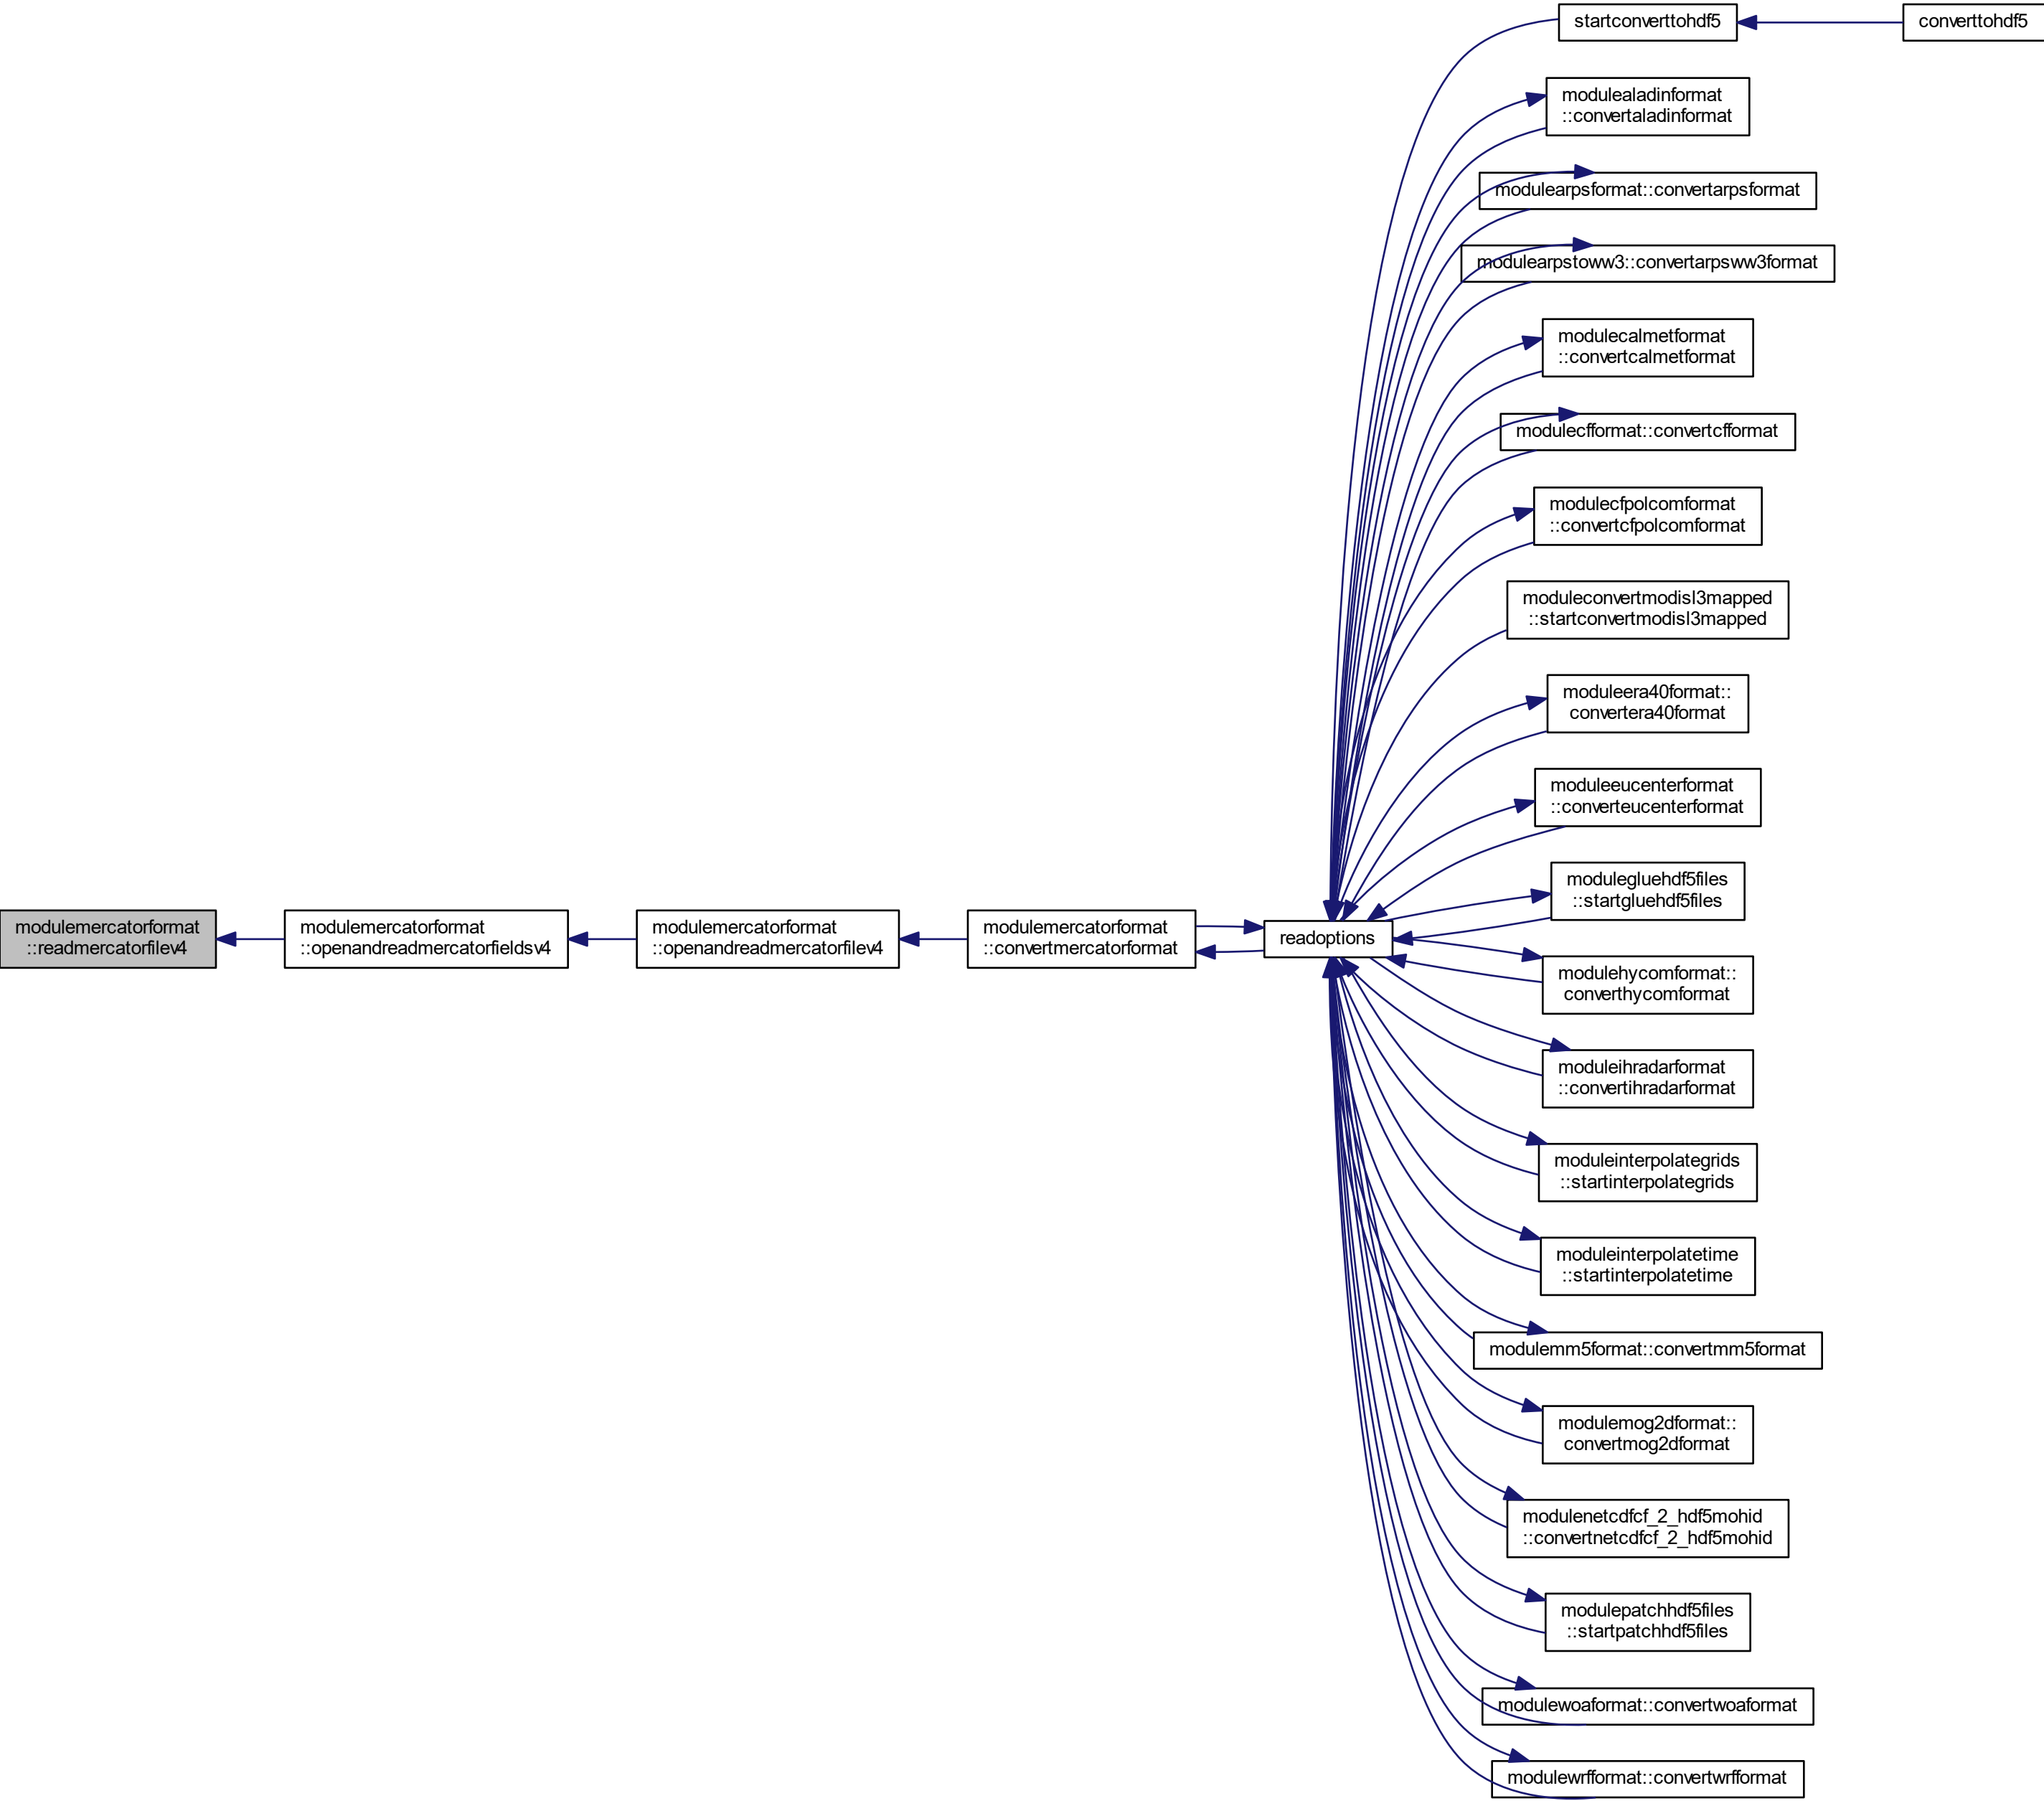 startconverttohdf5
converttohdf5
modulealadinformat
::convertaladinformat
modulearpsformat::convertarpsformat
modulearpstoww3::convertarpsww3format
modulecalmetformat
::convertcalmetformat
modulecfformat::convertcfformat
modulecfpolcomformat
::convertcfpolcomformat
moduleconvertmodisl3mapped
::startconvertmodisl3mapped
moduleera40format::
convertera40format
moduleeucenterformat
::converteucenterformat
modulegluehdf5files
::startgluehdf5files
modulemercatorformat
::readmercatorfilev4
modulemercatorformat
::openandreadmercatorfieldsv4
modulemercatorformat
::openandreadmercatorfilev4
modulemercatorformat
::convertmercatorformat
readoptions
modulehycomformat::
converthycomformat
moduleihradarformat
::convertihradarformat
moduleinterpolategrids
::startinterpolategrids
moduleinterpolatetime
::startinterpolatetime
modulemm5format::convertmm5format
modulemog2dformat::
convertmog2dformat
modulenetcdfcf_2_hdf5mohid
::convertnetcdfcf_2_hdf5mohid
modulepatchhdf5files
::startpatchhdf5files
modulewoaformat::convertwoaformat
modulewrfformat::convertwrfformat